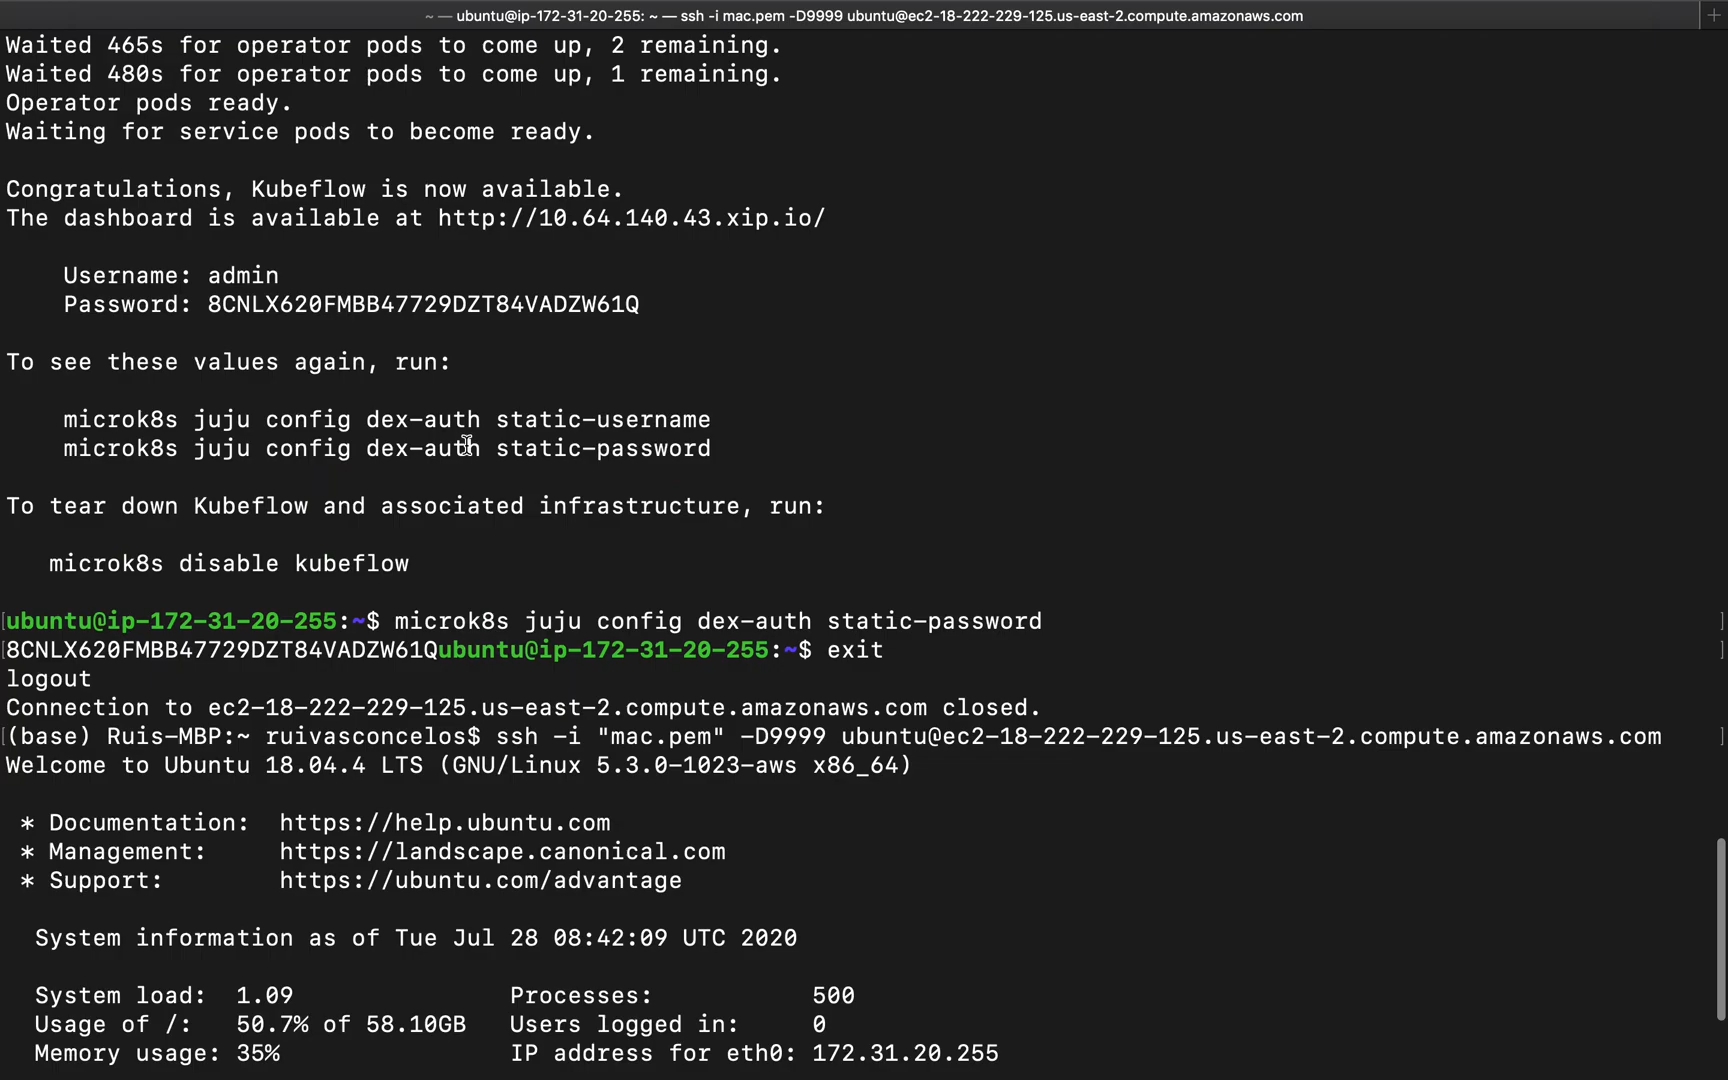 ~ — ubuntu@ip-172-31-20-255: ~ — ssh -i mac.pem -D9999 ubuntu@ec2-18-222-229-125.us-east-2.compute.amazonaws.com
Waited 465s for operator pods to come up, 2 remaining.
Waited 480s for operator pods to come up, 1 remaining.
Operator pods ready.
Waiting for service pods to become ready.
Congratulations, Kubeflow is now available.
The dashboard is available at http://10.64.140.43.xip.io/
Username: admin
Password: 8CNLX620FMBB47729DZT84VADZW61Q
To see these values again, run:
microk8s juju config dex-auth static-username
microk8s juju config dex-auth static-password
To tear down Kubeflow and associated infrastructure, run:
microk8s disable kubeflow
[ubuntu@ip-172-31-20-255:~$ microk8s juju config dex-auth static-password ]
[8CNLX620FMBB47729DZT84VADZW61Qubuntu@ip-172-31-20-255:~$ exit ]
logout
Connection to ec2-18-222-229-125.us-east-2.compute.amazonaws.com closed.
[(base) Ruis-MBP:~ ruivasconcelos$ ssh -i "mac.pem" -D9999 ubuntu@ec2-18-222-229-125.us-east-2.compute.amazonaws.com ]
Welcome to Ubuntu 18.04.4 LTS (GNU/Linux 5.3.0-1023-aws x86_64)
* Documentation: https://help.ubuntu.com
* Management: https://landscape.canonical.com
* Support: https://ubuntu.com/advantage
System information as of Tue Jul 28 08:42:09 UTC 2020
System load: 1.09 Processes: 500
Usage of /: 50.7% of 58.10GB Users logged in: 0
Memory usage: 35% IP address for eth0: 172.31.20.255